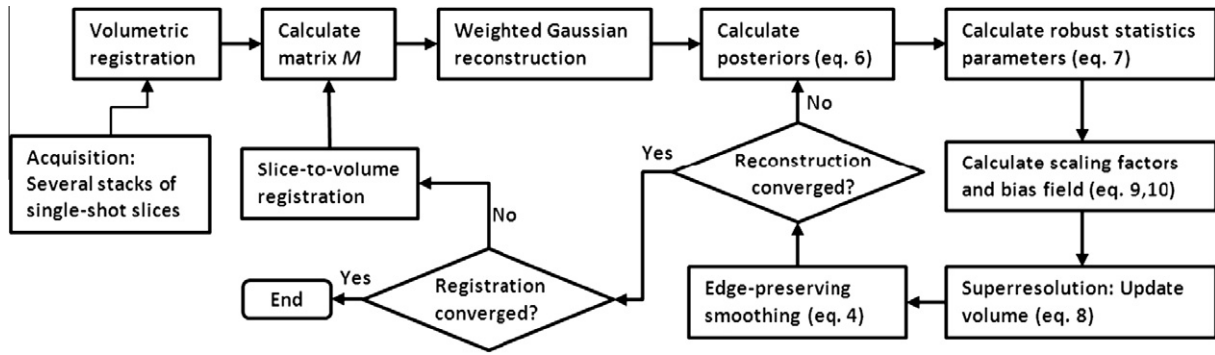 Volumetric
registration
Calculate
matrix M
Weighted Gaussian
reconstruction
Calculate
posteriors (eq. 6)
Calculate robust statistics
parameters (eq. 7)
No
Acquisition:
Several stacks of
single-shot slices
Slice-to-volume
registration
Yes
Reconstruction
converged?
Calculate scaling factors
and bias field (eq. 9,10)
No
End
Yes
Registration
converged?
Edge-preserving
smoothing (eq. 4)
Superresolution: Update
volume (eq. 8)